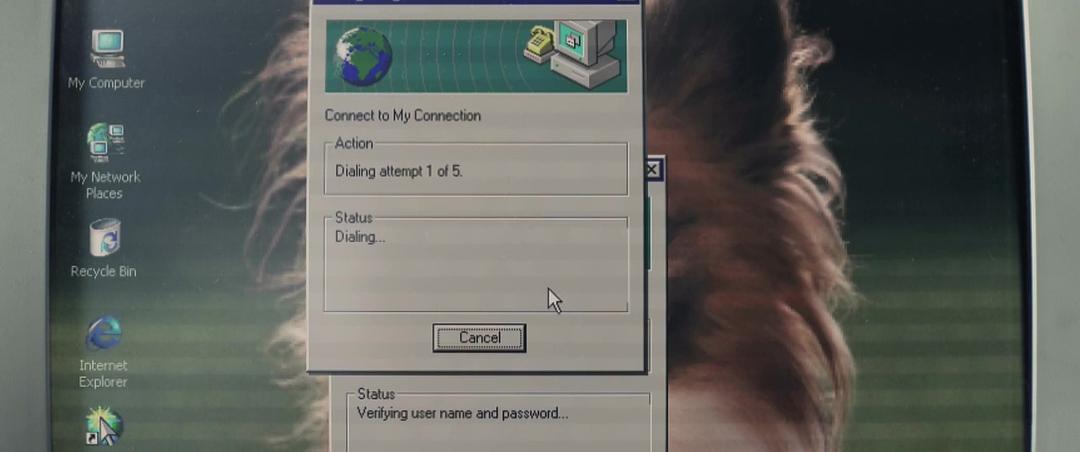 My Computer
My Network
Places
Recycle Bin
Internet
Explorer
Connect to My Connection
Action
Dialing attempt 1 of 5.
Status
Dialing...
Cancel
Status
Verifying user name and password...